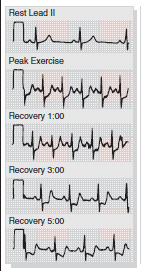 Rest Lead II
Peak Exercise
Recovery 1:00
Recovery 3:00
Recovery 5:00